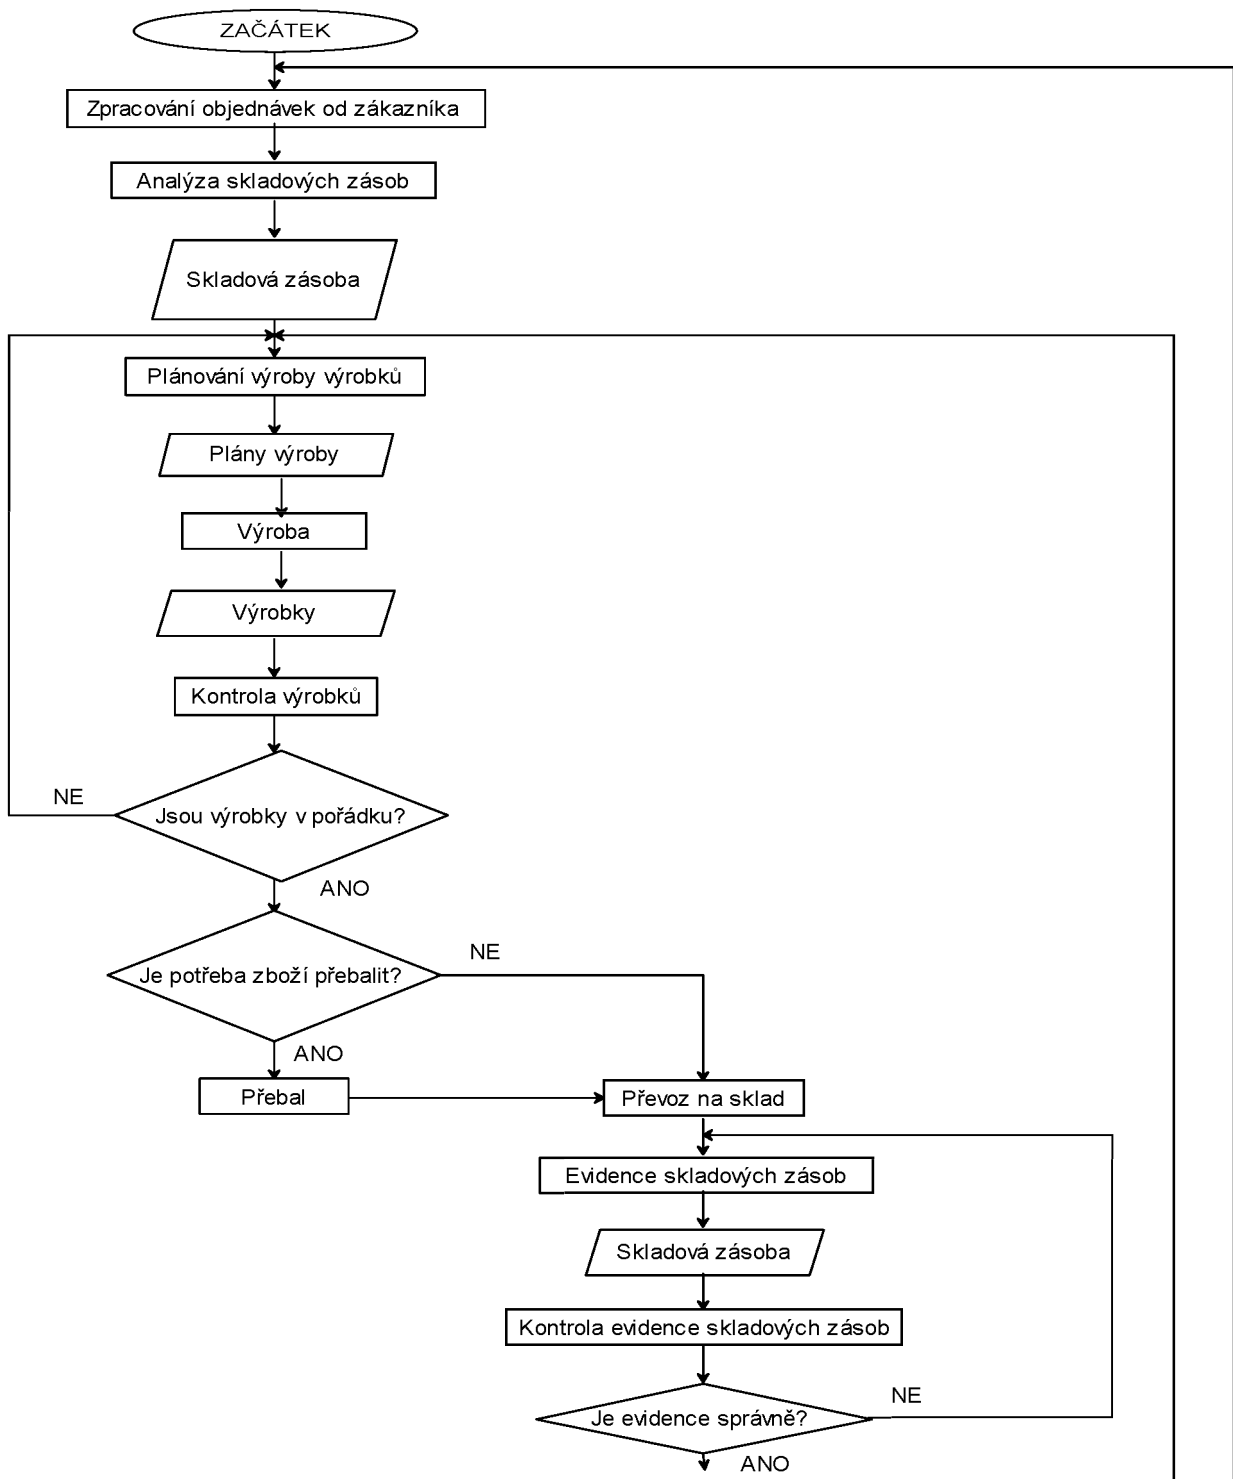 ZAČÁTEK
Zpracování objednávek od zákazníka
Analýza skladových zásob
Skladová zásoba
Plánování výroby výrobků
Plány výroby
Výroba
Výrobky
Kontrola výrobků
NE
Jsou výrobky v pořádku?
ANO
NE
Je potřeba zboží přebalit?
ANO
Přebal
Převoz na sklad
Evidence skladových zásob
Skladová zásoba
Kontrola evidence skladových zásob
NE
Je evidence správně?
ANO